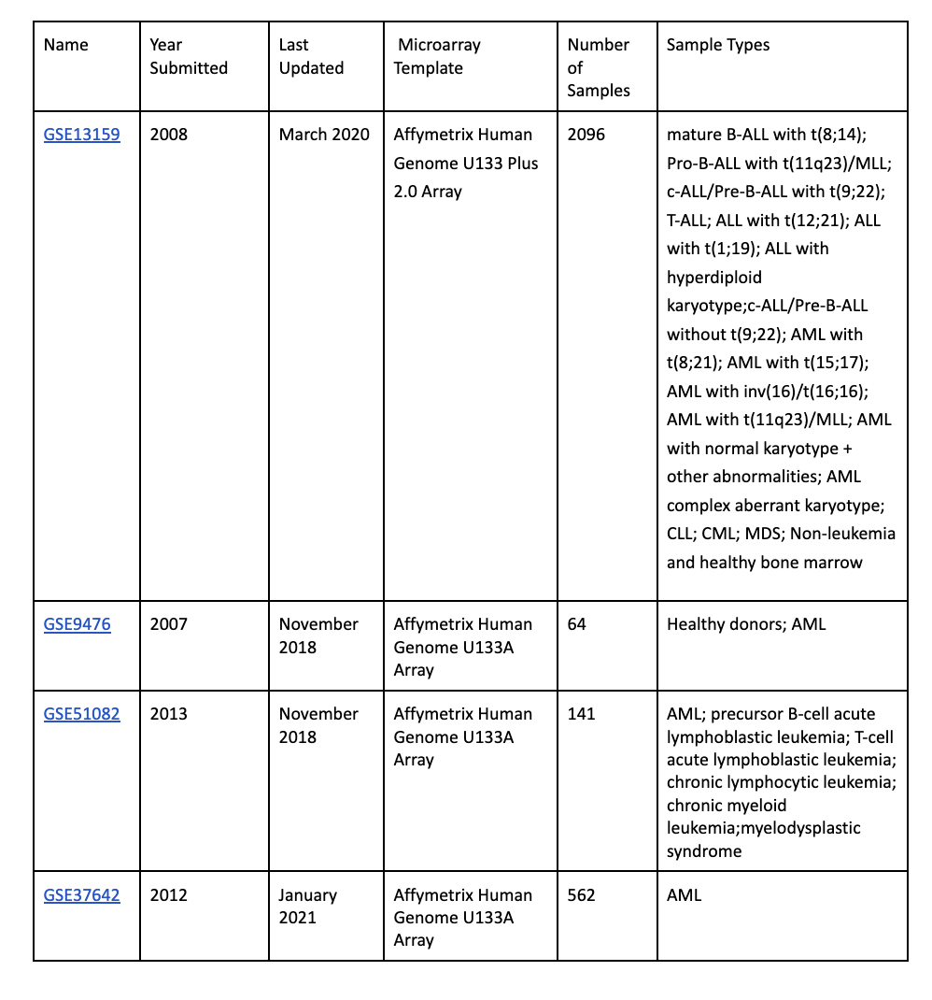 Name
Year
Submitted
Last
Updated
Microarray
Template
Number
of
Samples
Sample Types
GSE13159
2008
March 2020
Affymetrix Human
Genome U133 Plus
2.0 Array
2096
mature B-ALL with t(8;14);
Pro-B-ALL with t(11q23)/MLL;
c-ALL/Pre-B-ALL with t(9;22);
T-ALL; ALL with t(12;21); ALL
with t(1;19); ALL with
hyperdiploid
karyotype;c-ALL/Pre-B-ALL
without t(9;22); AML with
t(8;21); AML with t(15;17);
AML with inv(16)/t(16;16);
AML with t(11q23)/MLL; AML
with normal karyotype +
other abnormalities; AML
complex aberrant karyotype;
CLL; CML; MDS; Non-leukemia
and healthy bone marrow
GSE9476
2007
November
2018
Affymetrix Human
Genome U133A
Array
64
Healthy donors; AML
GSE51082
2013
November
2018
Affymetrix Human
Genome U133A
Array
141
AML; precursor B-cell acute
lymphoblastic leukemia; T-cell
acute lymphoblastic leukemia;
chronic lymphocytic leukemia;
chronic myeloid
leukemia;myelodysplastic
syndrome
GSE37642
2012
January
2021
Affymetrix Human
Genome U133A
Array
562
AML